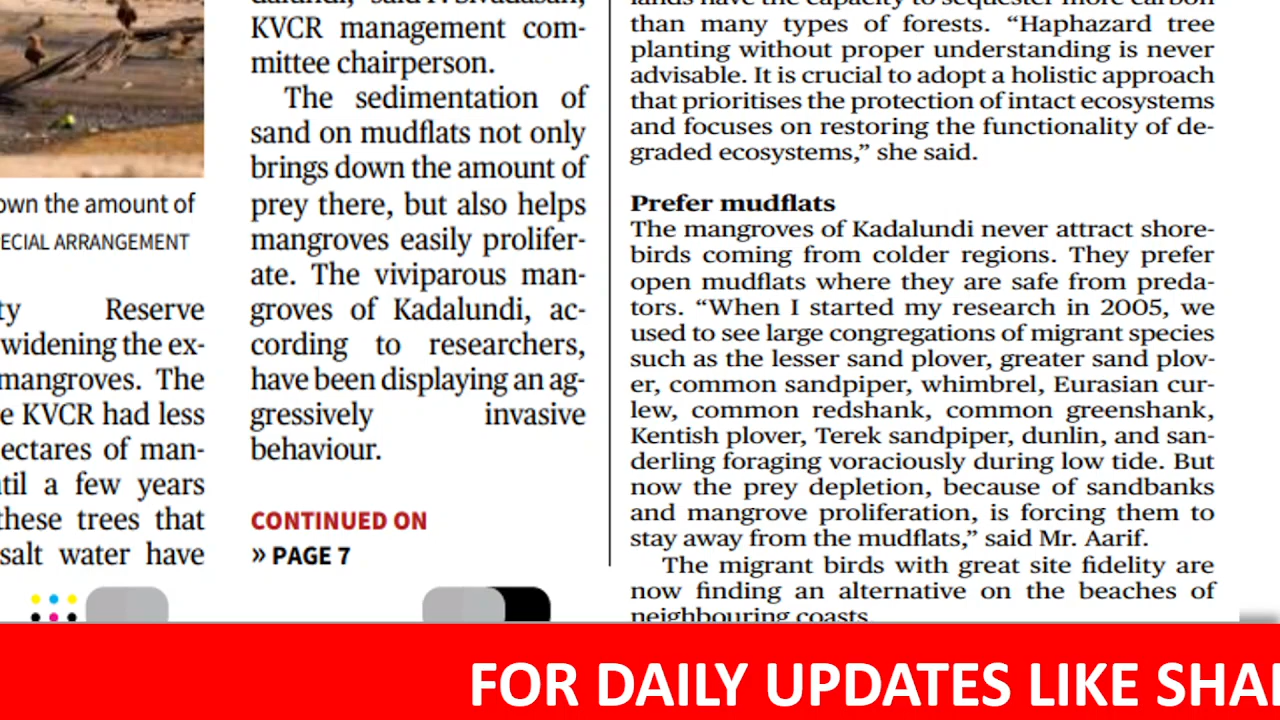 own the amount of
ECIAL ARRANGEMENT
ty Reserve
widening the ex-
mangroves. The
e KVCR had less
ectares of man-
til a few years
these trees that
salt water have
KVCR management com-
mittee chairperson.
The sedimentation of
sand on mudflats not only
brings down the amount of
prey there, but also helps
mangroves easily prolifer-
ate. The viviparous man-
groves of Kadalundi, ac-
cording to researchers,
have been displaying an ag-
gressively invasive
behaviour.
CONTINUED ON
» PAGE 7
lands have the capacity to sequester more carbon
than many types of forests. “Haphazard tree
planting without proper understanding is never
advisable. It is crucial to adopt a holistic approach
that prioritises the protection of intact ecosystems
and focuses on restoring the functionality of de-
graded ecosystems,” she said.
Prefer mudflats
The mangroves of Kadalundi never attract shore-
birds coming from colder regions. They prefer
open mudflats where they are safe from preda-
tors. “When I started my research in 2005, we
used to see large congregations of migrant species
such as the lesser sand plover, greater sand plov-
er, common sandpiper, whimbrel, Eurasian cur-
lew, common redshank, common greenshank,
Kentish plover, Terek sandpiper, dunlin, and san-
derling foraging voraciously during low tide. But
now the prey depletion, because of sandbanks
and mangrove proliferation, is forcing them to
stay away from the mudflats,” said Mr. Aarif.
The migrant birds with great site fidelity are
now finding an alternative on the beaches of
neighbouring coasts.
FOR DAILY UPDATES LIKE SHA